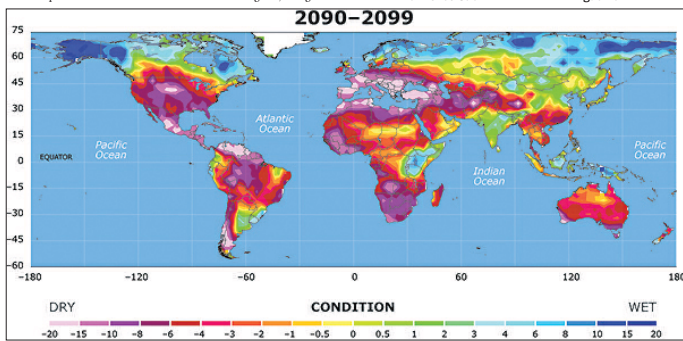 2090–2099
75
60
45
30
15
EQUATOR 0
−15
−30
−45
−60
Pacific
Ocean
Atlantic
Ocean
Indian
Ocean
Pacific
Ocean
−180 −120 −60 0 60 120 180
DRY CONDITION WET
−20 −15 −10 −8 −6 −4 −3 −2 −1 −0.5 0 0.5 1 2 3 4 6 8 10 15 20